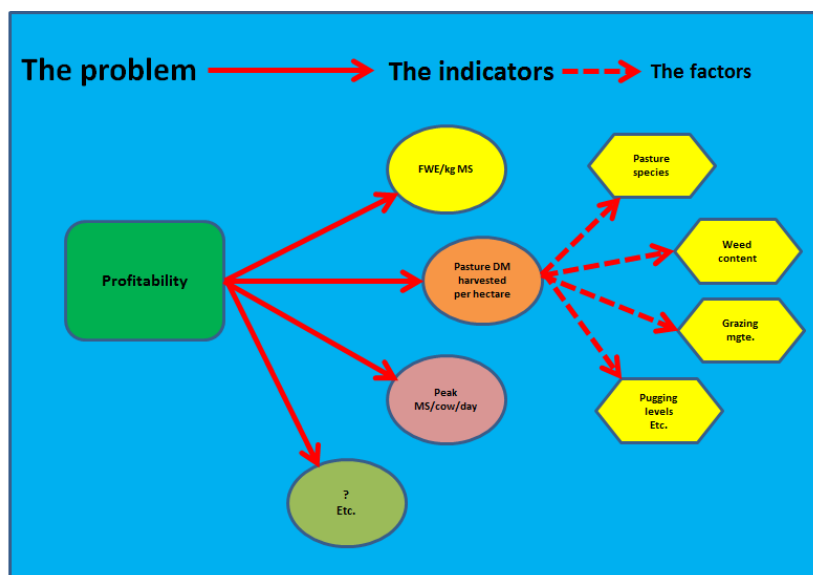 The problem
The indicators
The factors
FWE/kg MS
Pasture
species
Weed
content
Profitability
Pasture DM
harvested
per hectare
Grazing
mgte.
Peak
MS/cow/day
Pugging
levels
Etc.
?
Etc.